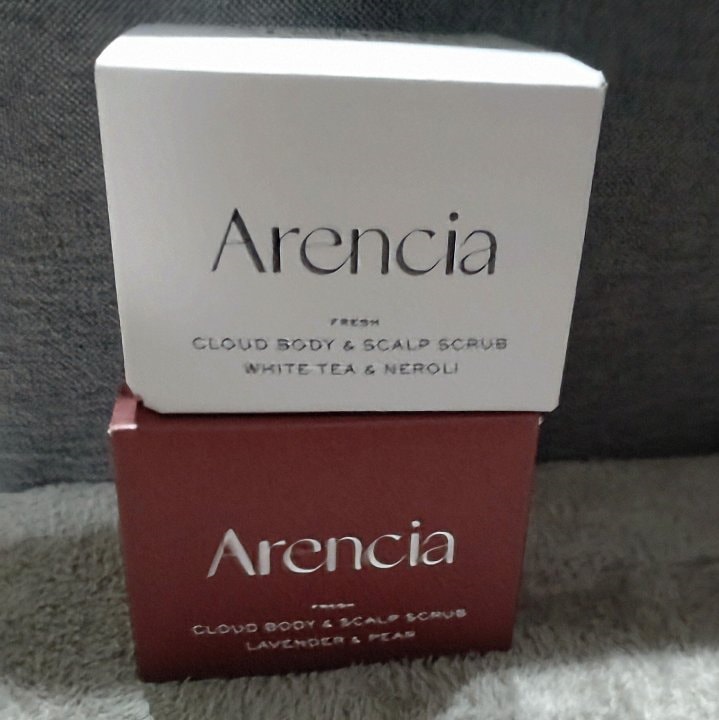 Arencia
FRESH
CLOUD BODY & SCALP SCRUB
WHITE TEA & NEROLI
Arencia
FRESH
CLOUD BODY & SCALP SCRUB
LAVENDER & PEAR